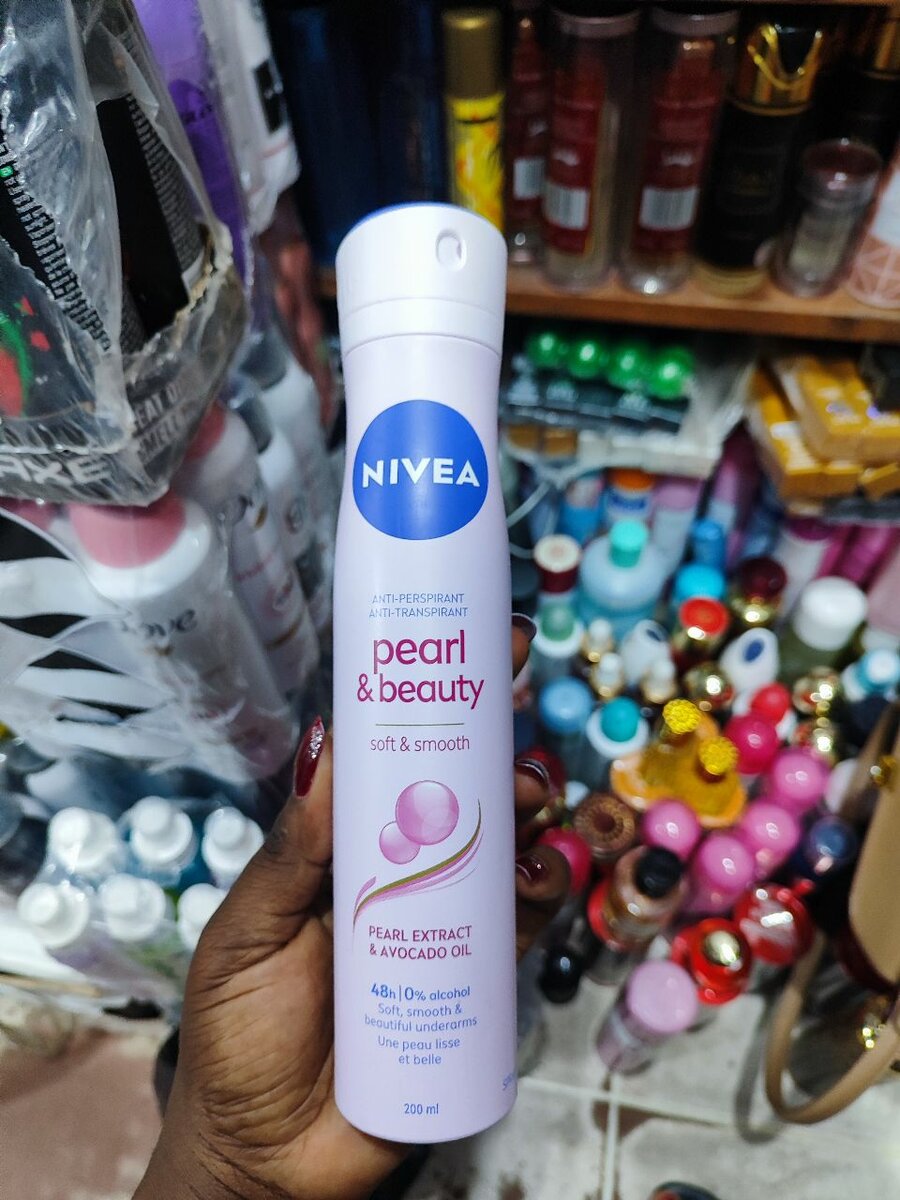 NIVEA
ANTI-PERSPIRANT
ANTI-TRANSPIRANT
pearl
& beauty
soft & smooth
PEARL EXTRACT
& AVOCADO OIL
48h | 0% alcohol
Soft, smooth &
beautiful underarms
Une peau lisse
et belle
200 ml
AXE
Dove